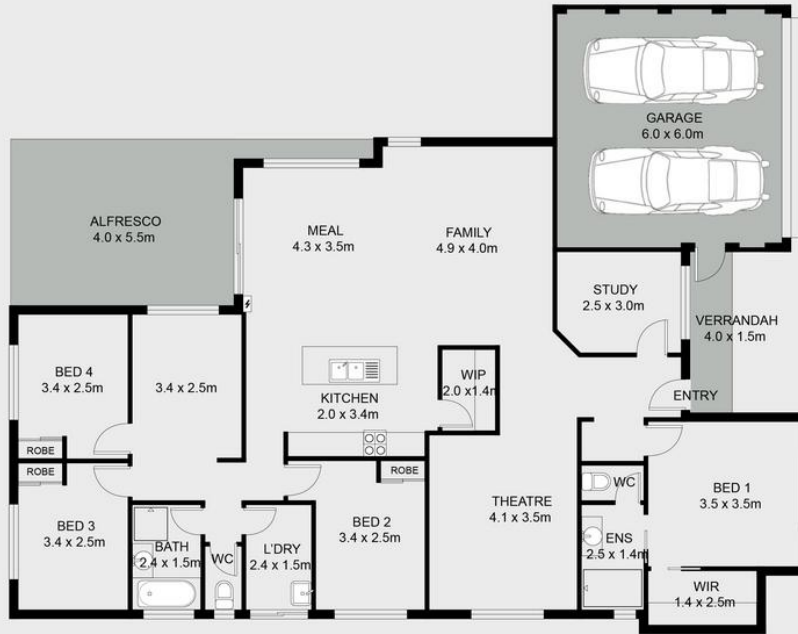 GARAGE
6.0 x 6.0m
ALFRESCO
4.0 x 5.5m
MEAL
4.3 x 3.5m
FAMILY
4.9 x 4.0m
STUDY
2.5 x 3.0m
VERRANDAH
4.0 x 1.5m
BED 4
3.4 x 2.5m
3.4 x 2.5m
WIP
2.0 x1.4m
KITCHEN
2.0 x 3.4m
ENTRY
ROBE
ROBE
ROBE
WC
BED 1
3.5 x 3.5m
THEATRE
4.1 x 3.5m
BED 3
3.4 x 2.5m
BATH
2.4 x 1.5m
WC
L'DRY
2.4 x 1.5m
BED 2
3.4 x 2.5m
ENS
2.5 x 1.4m
WIR
1.4 x 2.5m